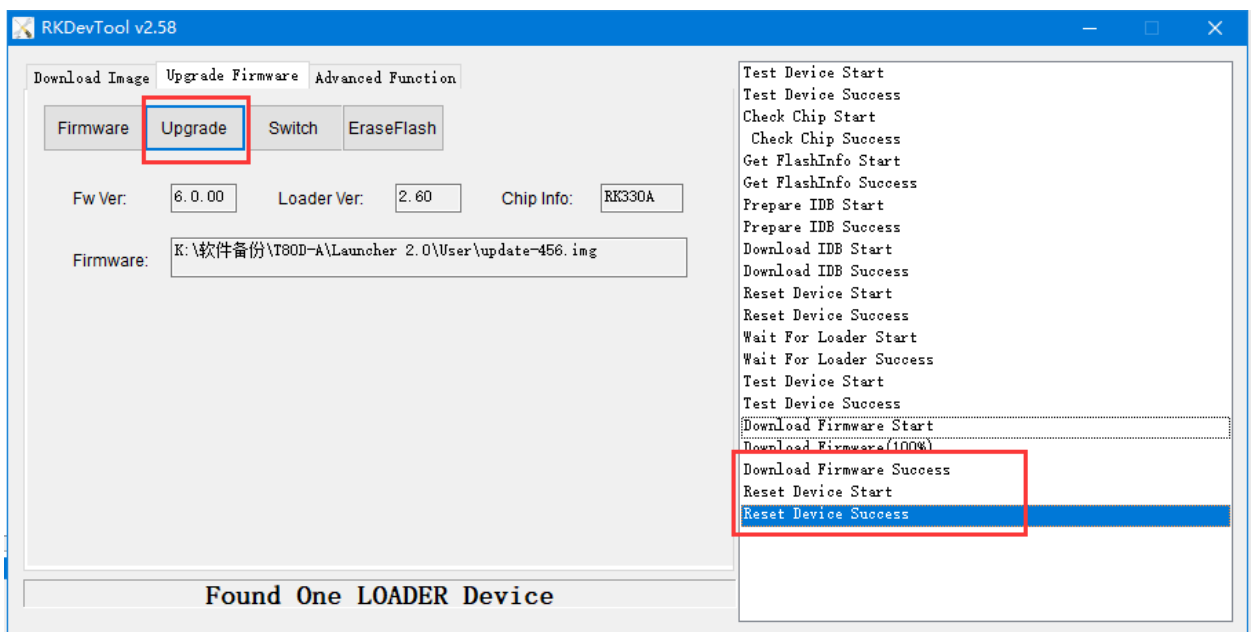 RKDevTool v2.58
Download Image Upgrade Firmware Advanced Function
Firmware Upgrade Switch EraseFlash
Fw Ver: 6.0.00 Loader Ver: 2.60 Chip Info: RK330A
Firmware: K:\软件备份\T80D-A\Launcher 2.0\User\update-456.img
Found One LOADER Device
Test Device Start
Test Device Success
Check Chip Start
Check Chip Success
Get FlashInfo Start
Get FlashInfo Success
Prepare IDB Start
Prepare IDB Success
Download IDB Start
Download IDB Success
Reset Device Start
Reset Device Success
Wait For Loader Start
Wait For Loader Success
Test Device Start
Test Device Success
Download Firmware Start
Download Firmware(100%)
Download Firmware Success
Reset Device Start
Reset Device Success